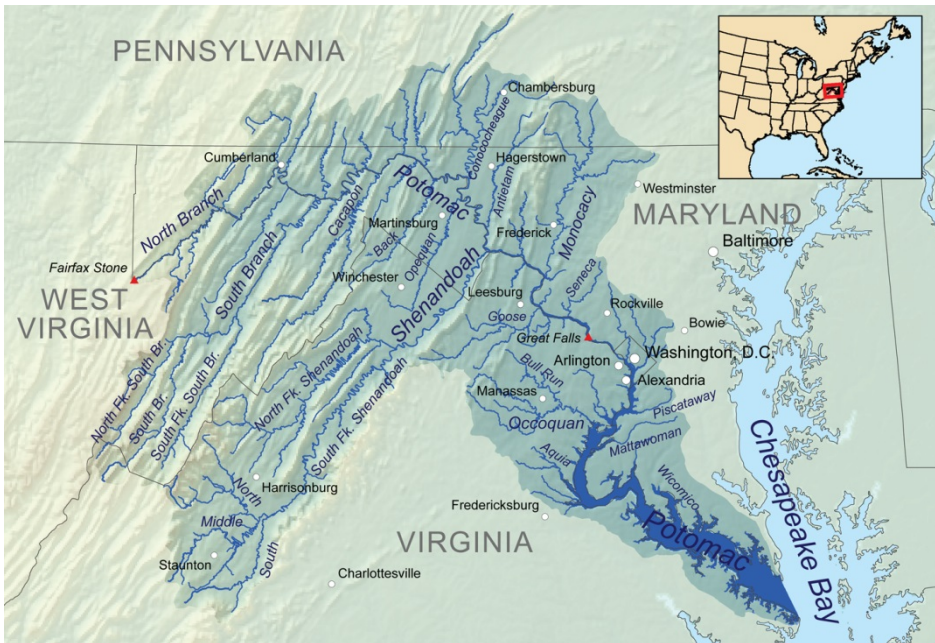 PENNSYLVANIA
Chambersburg
Conococheague
Cumberland
Hagerstown
Potomac
Antietam
Westminster
North Branch
Cacapon
Martinsburg
MARYLAND
Monocacy
Frederick
Baltimore
Back
Opequan
Fairfax Stone
South Branch
Winchester
Shenandoah
Seneca
WEST
VIRGINIA
Leesburg
Rockville
Goose
Bowie
Great Falls
Washington, D.C.
Arlington
Alexandria
North Fk. Shenandoah
Bull Run
Manassas
North Fk. South Br.
South Br.
South Fk. South Br.
South Fk. Shenandoah
Piscataway
Occoquan
Mattawoman
Chesapeake Bay
Aquia
Wicomico
North
Harrisonburg
Fredericksburg
Middle
VIRGINIA
Potomac
Staunton
South
Charlottesville